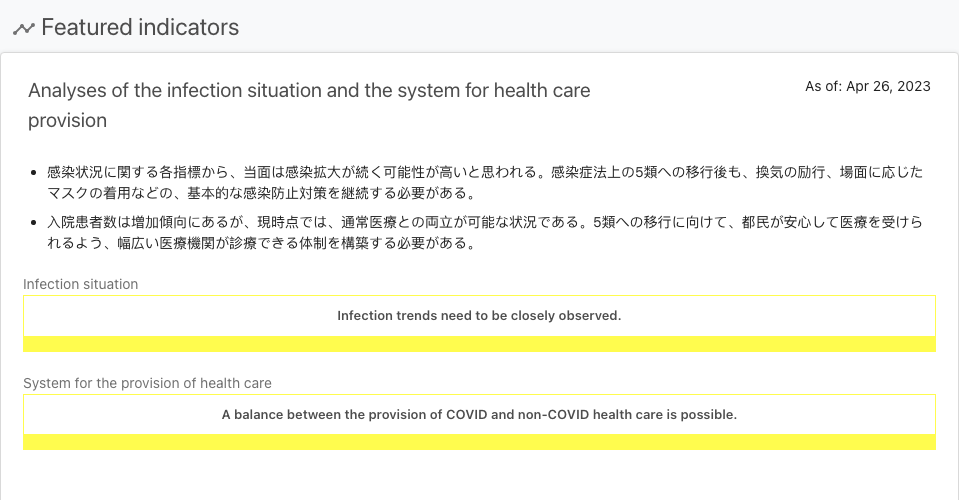 Featured indicators
Analyses of the infection situation and the system for health care
provision
As of: Apr 26, 2023
感染状況に関する各指標から、当面は感染拡大が続く可能性が高いと思われる。感染症法上の5類への移行後も、換気の励行、場面に応じた
マスクの着用などの、基本的な感染防止対策を継続する必要がある。
入院患者数は増加傾向にあるが、現時点では、通常医療との両立が可能な状況である。5類への移行に向けて、都民が安心して医療を受けら
れるよう、幅広い医療機関が診療できる体制を構築する必要がある。
Infection situation
Infection trends need to be closely observed.
System for the provision of health care
A balance between the provision of COVID and non-COVID health care is possible.